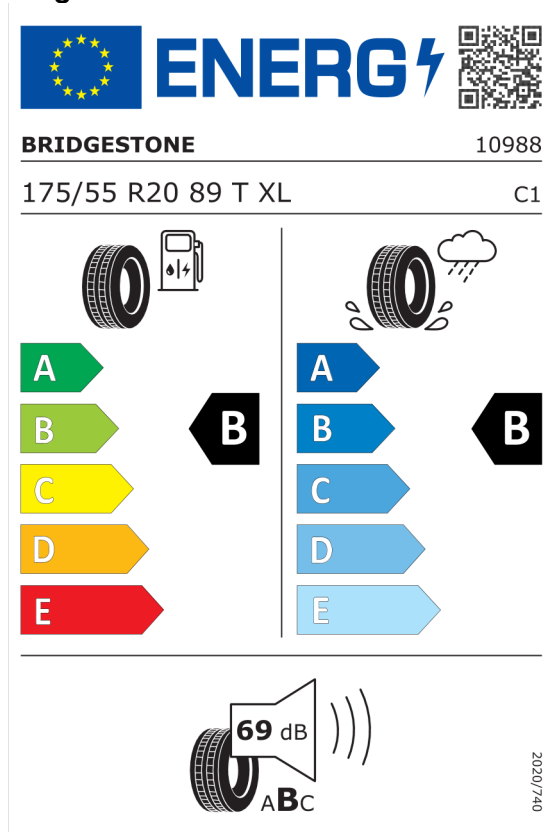 ENERG
BRIDGESTONE 10988
175/55 R20 89 T XL C1
A A
B B B B
C C
D D
E E
69 dB
ABC
2020/740